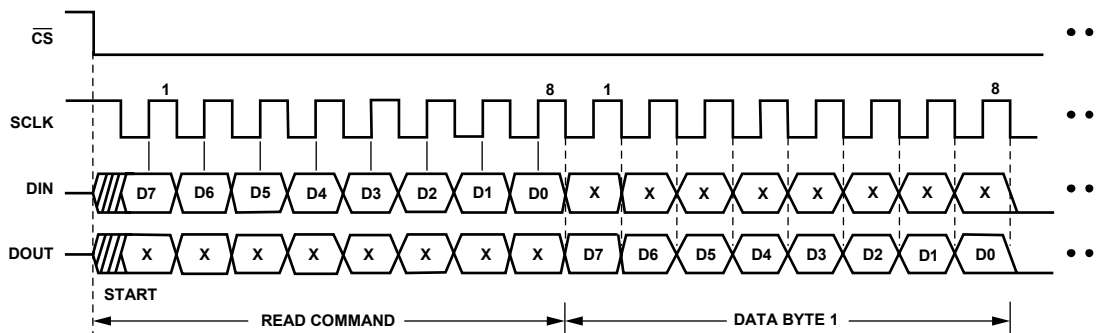 CS
1 8 1 8
SCLK
DIN D7 D6 D5 D4 D3 D2 D1 D0 X X X X X X X X
DOUT X X X X X X X X D7 D6 D5 D4 D3 D2 D1 D0
START
READ COMMAND DATA BYTE 1